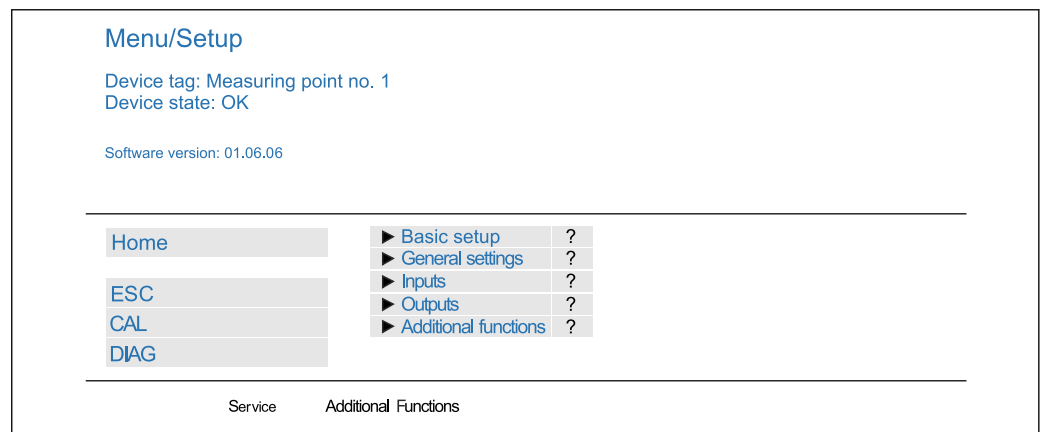 Menu/Setup
Device tag: Measuring point no. 1
Device state: OK
Software version: 01.06.06
Home
ESC
CAL
DIAG
► Basic setup ?
► General settings ?
► Inputs ?
► Outputs ?
► Additional functions ?
Service Additional Functions